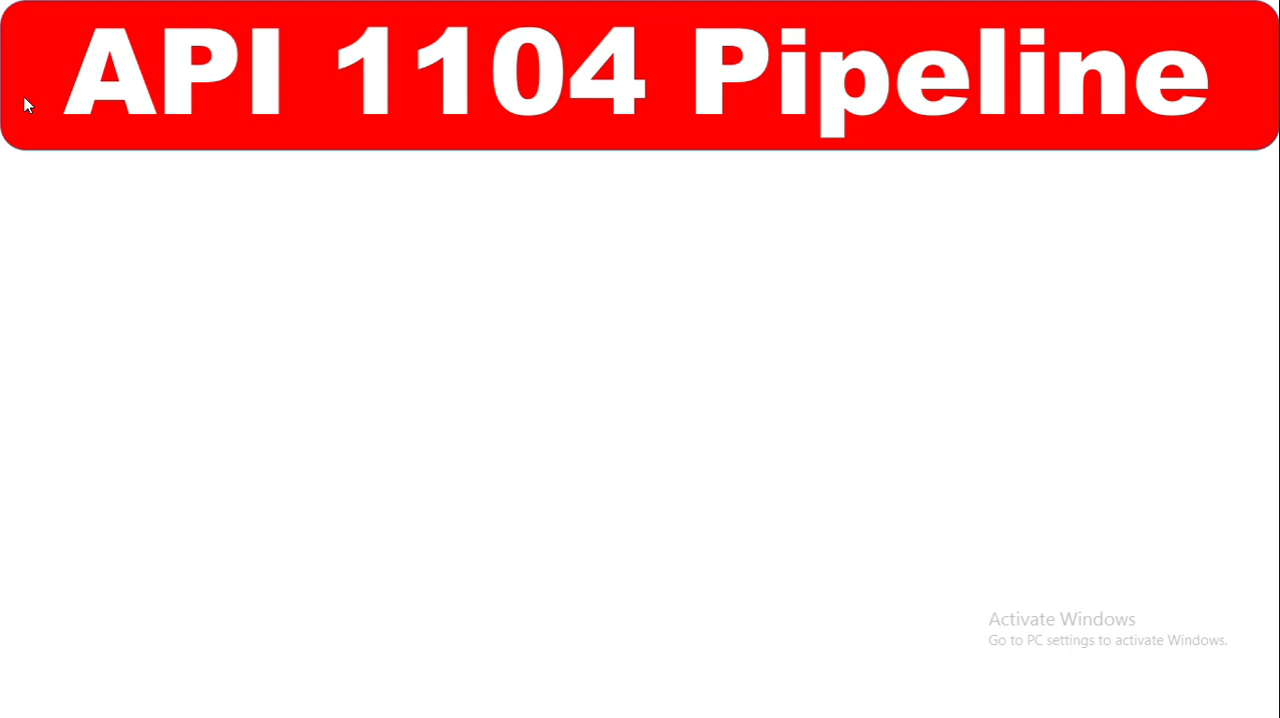 API 1104 Pipeline
Activate Windows
Go to PC settings to activate Windows.